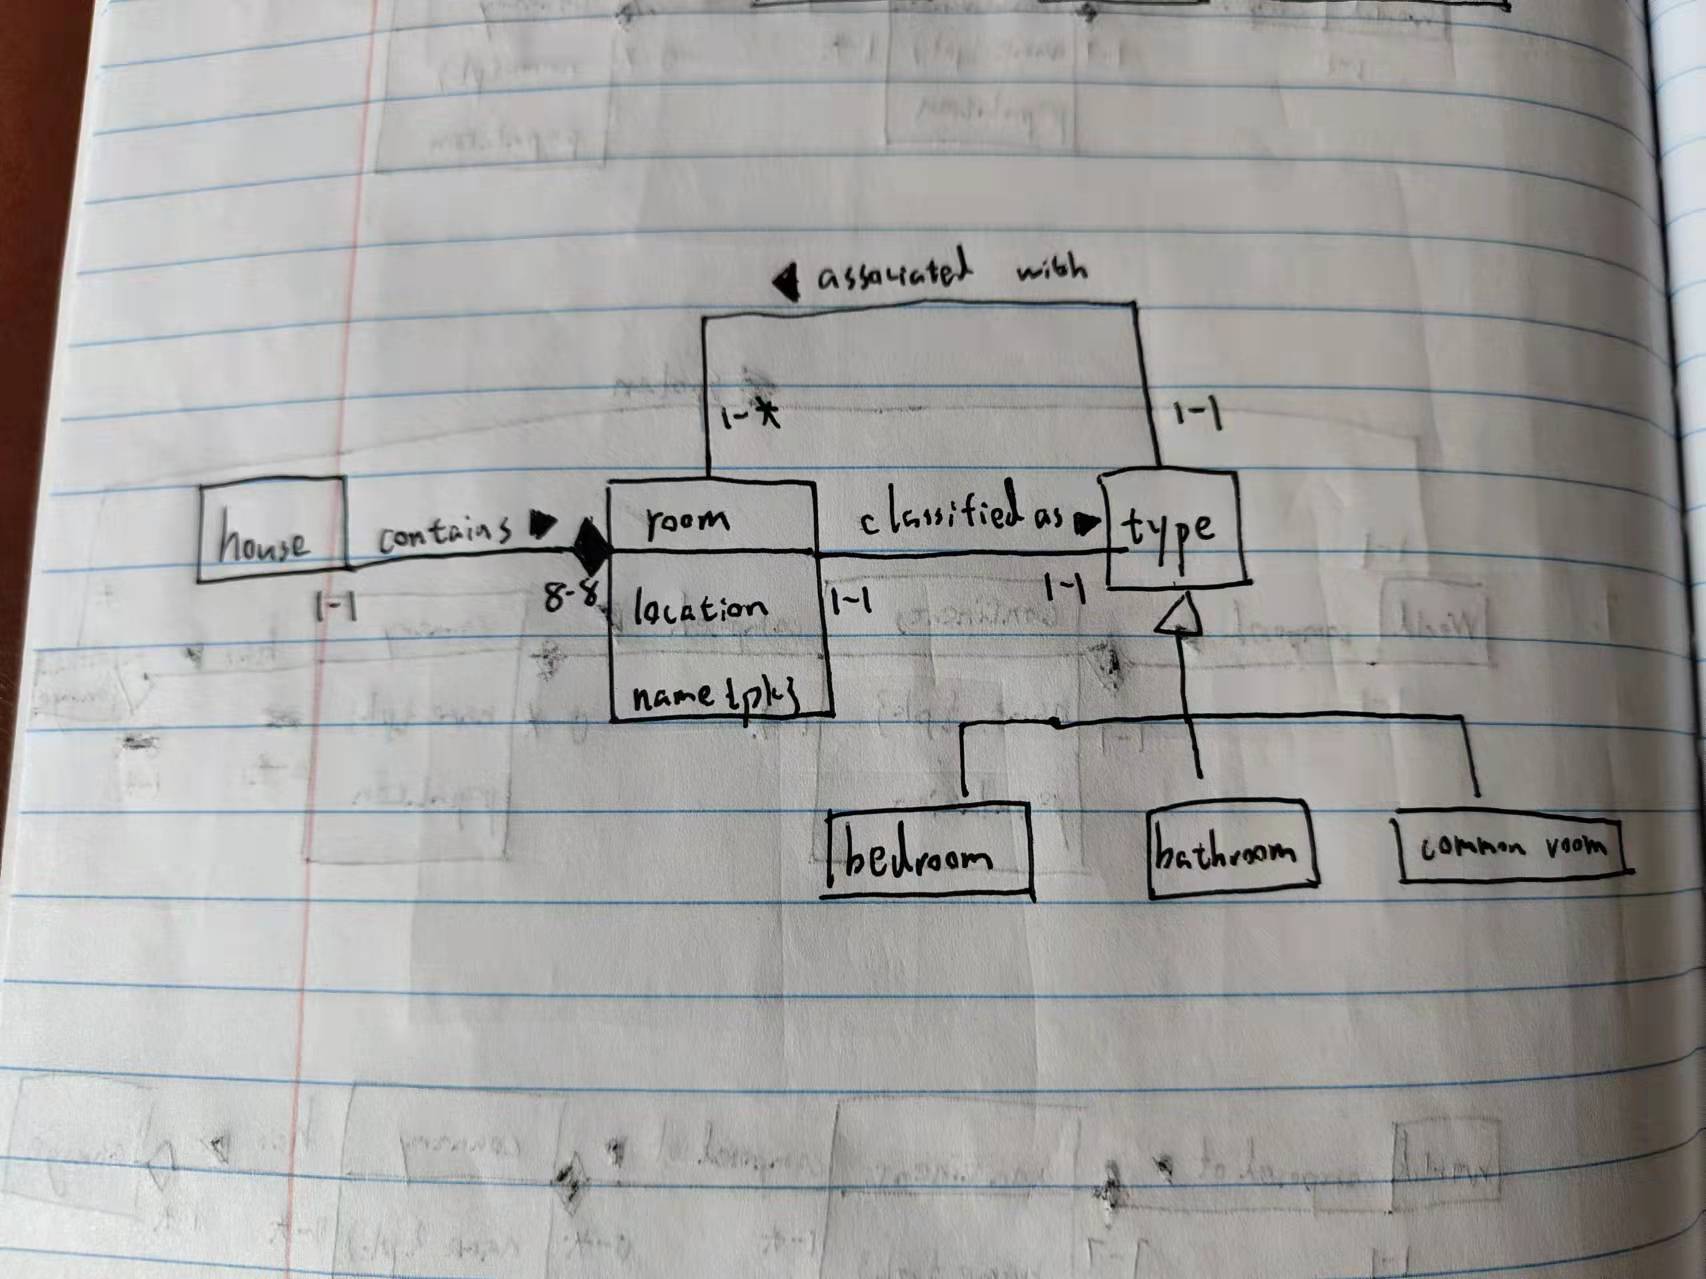 ◀ associated with
1-*
1-1
house
contains ▶
room
classified as ▶
type
1-1
8-8
location
1-1
1-1
name {pk}
bedroom
bathroom
common room